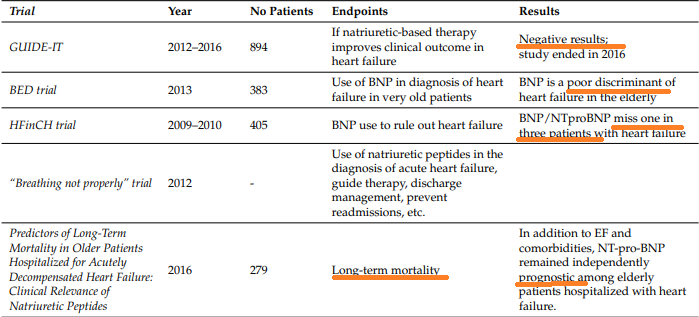 Trial Year No Patients Endpoints Results
GUIDE-IT 2012–2016 894 If natriuretic-based therapy improves clinical outcome in heart failure Negative results; study ended in 2016
BED trial 2013 383 Use of BNP in diagnosis of heart failure in very old patients BNP is a poor discriminant of heart failure in the elderly
HFinCH trial 2009–2010 405 BNP use to rule out heart failure BNP/NTproBNP miss one in three patients with heart failure
"Breathing not properly" trial 2012 - Use of natriuretic peptides in the diagnosis of acute heart failure, guide therapy, discharge management, prevent readmissions, etc.
Predictors of Long-Term Mortality in Older Patients Hospitalized for Acutely Decompensated Heart Failure: Clinical Relevance of Natriuretic Peptides 2016 279 Long-term mortality In addition to EF and comorbidities, NT-pro-BNP remained independently prognostic among elderly patients hospitalized with heart failure.